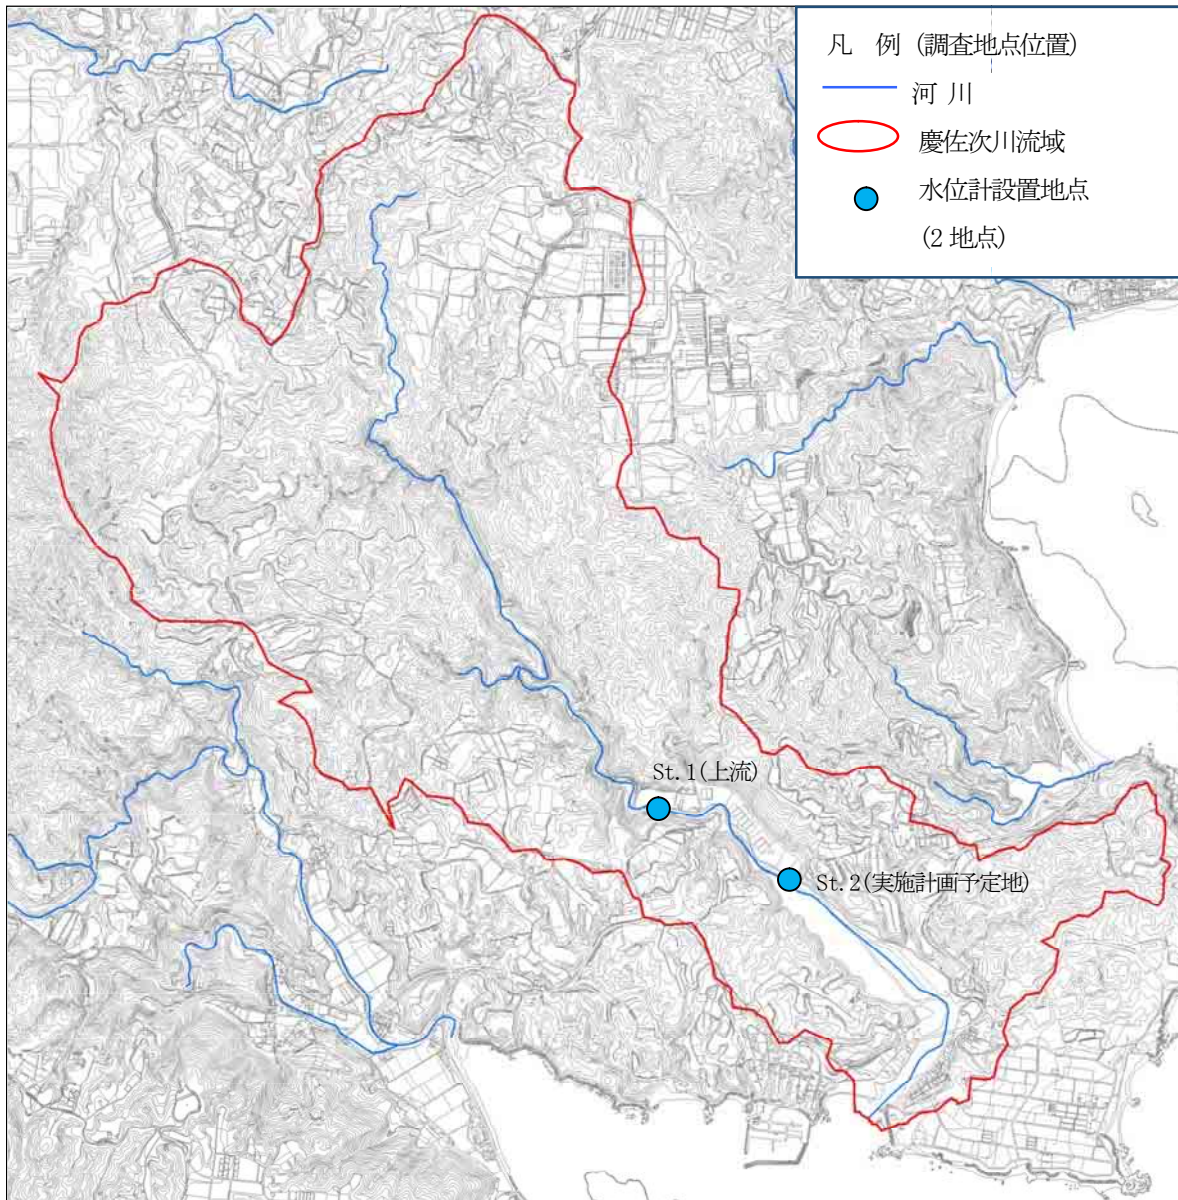 凡 例 (調査地点位置)
河 川
慶佐次川流域
水位計設置地点
(2 地点)
St.1(上流)
St.2(実施計画予定地)